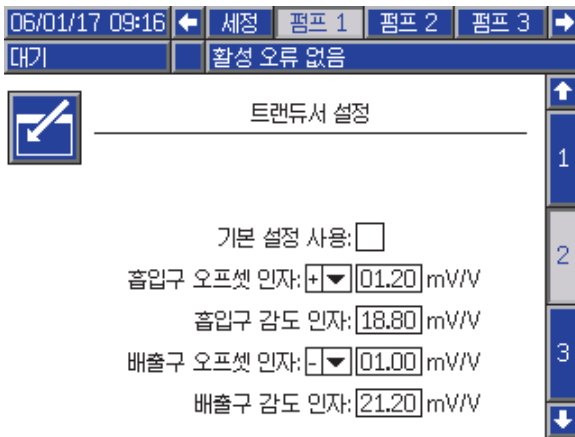 06/01/17 09:16 세정 펌프 1 펌프 2 펌프 3
대기 활성 오류 없음
트랜듀서 설정
1
기본 설정 사용:
2
흡입구 오프셋 인자: + 01.20 mV/V
흡입구 감도 인자: 18.80 mV/V
3
배출구 오프셋 인자: - 01.00 mV/V
배출구 감도 인자: 21.20 mV/V